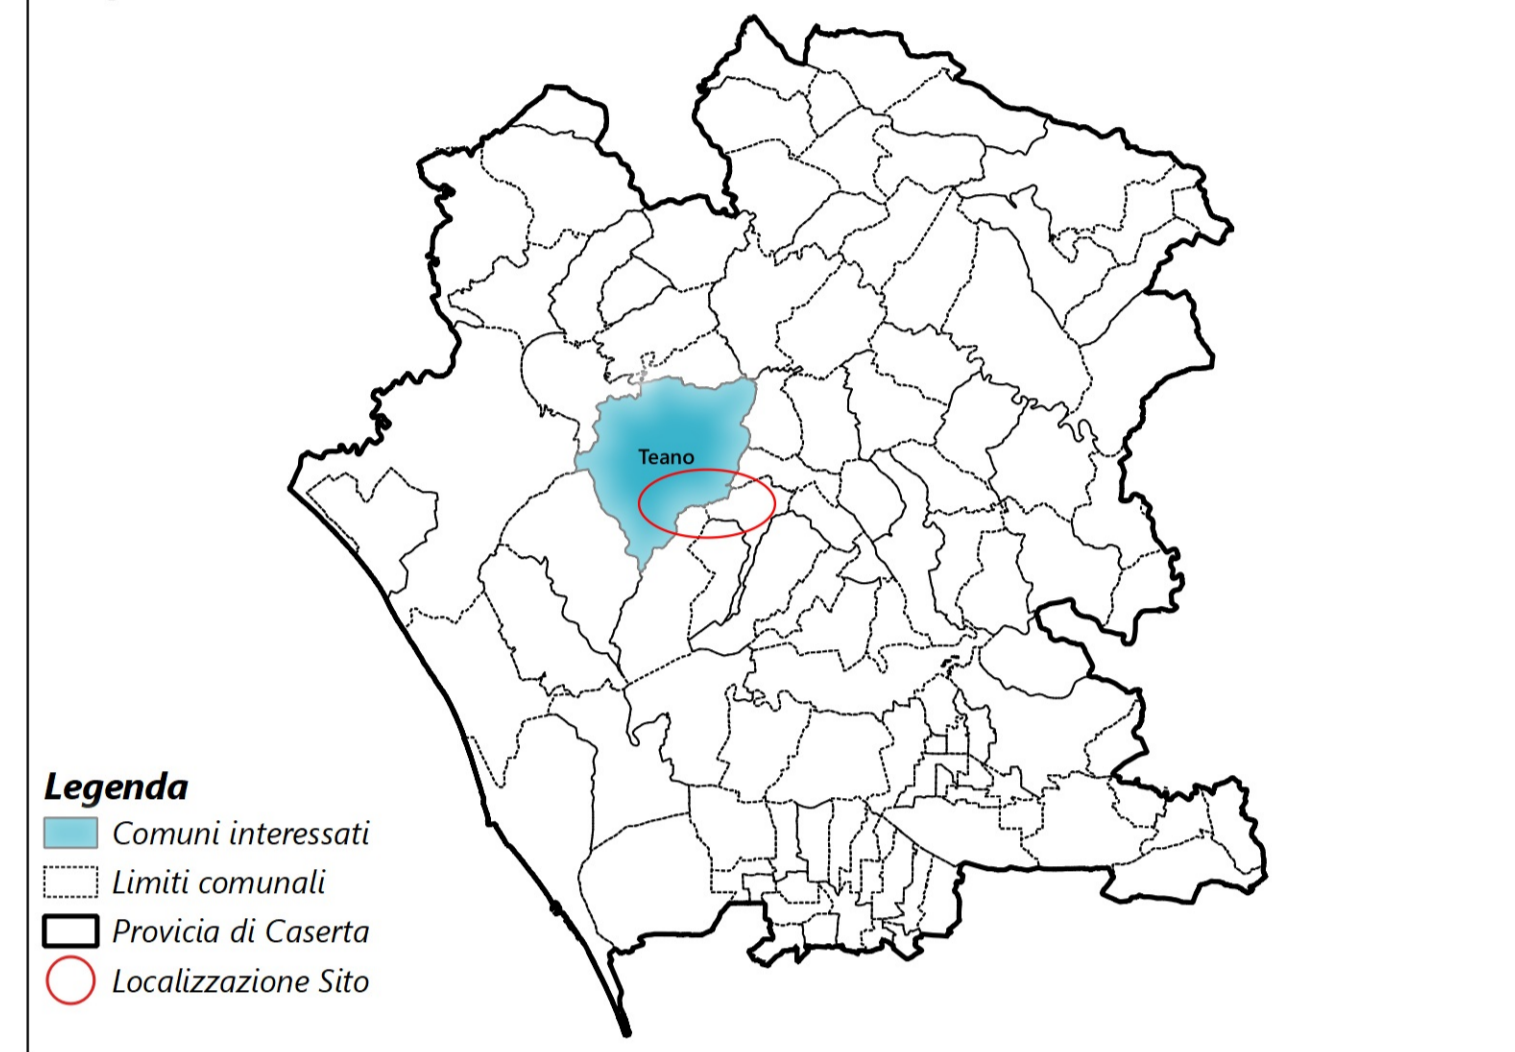 Teano
Legenda
Comuni interessati
Limiti comunali
Provicia di Caserta
Localizzazione Sito